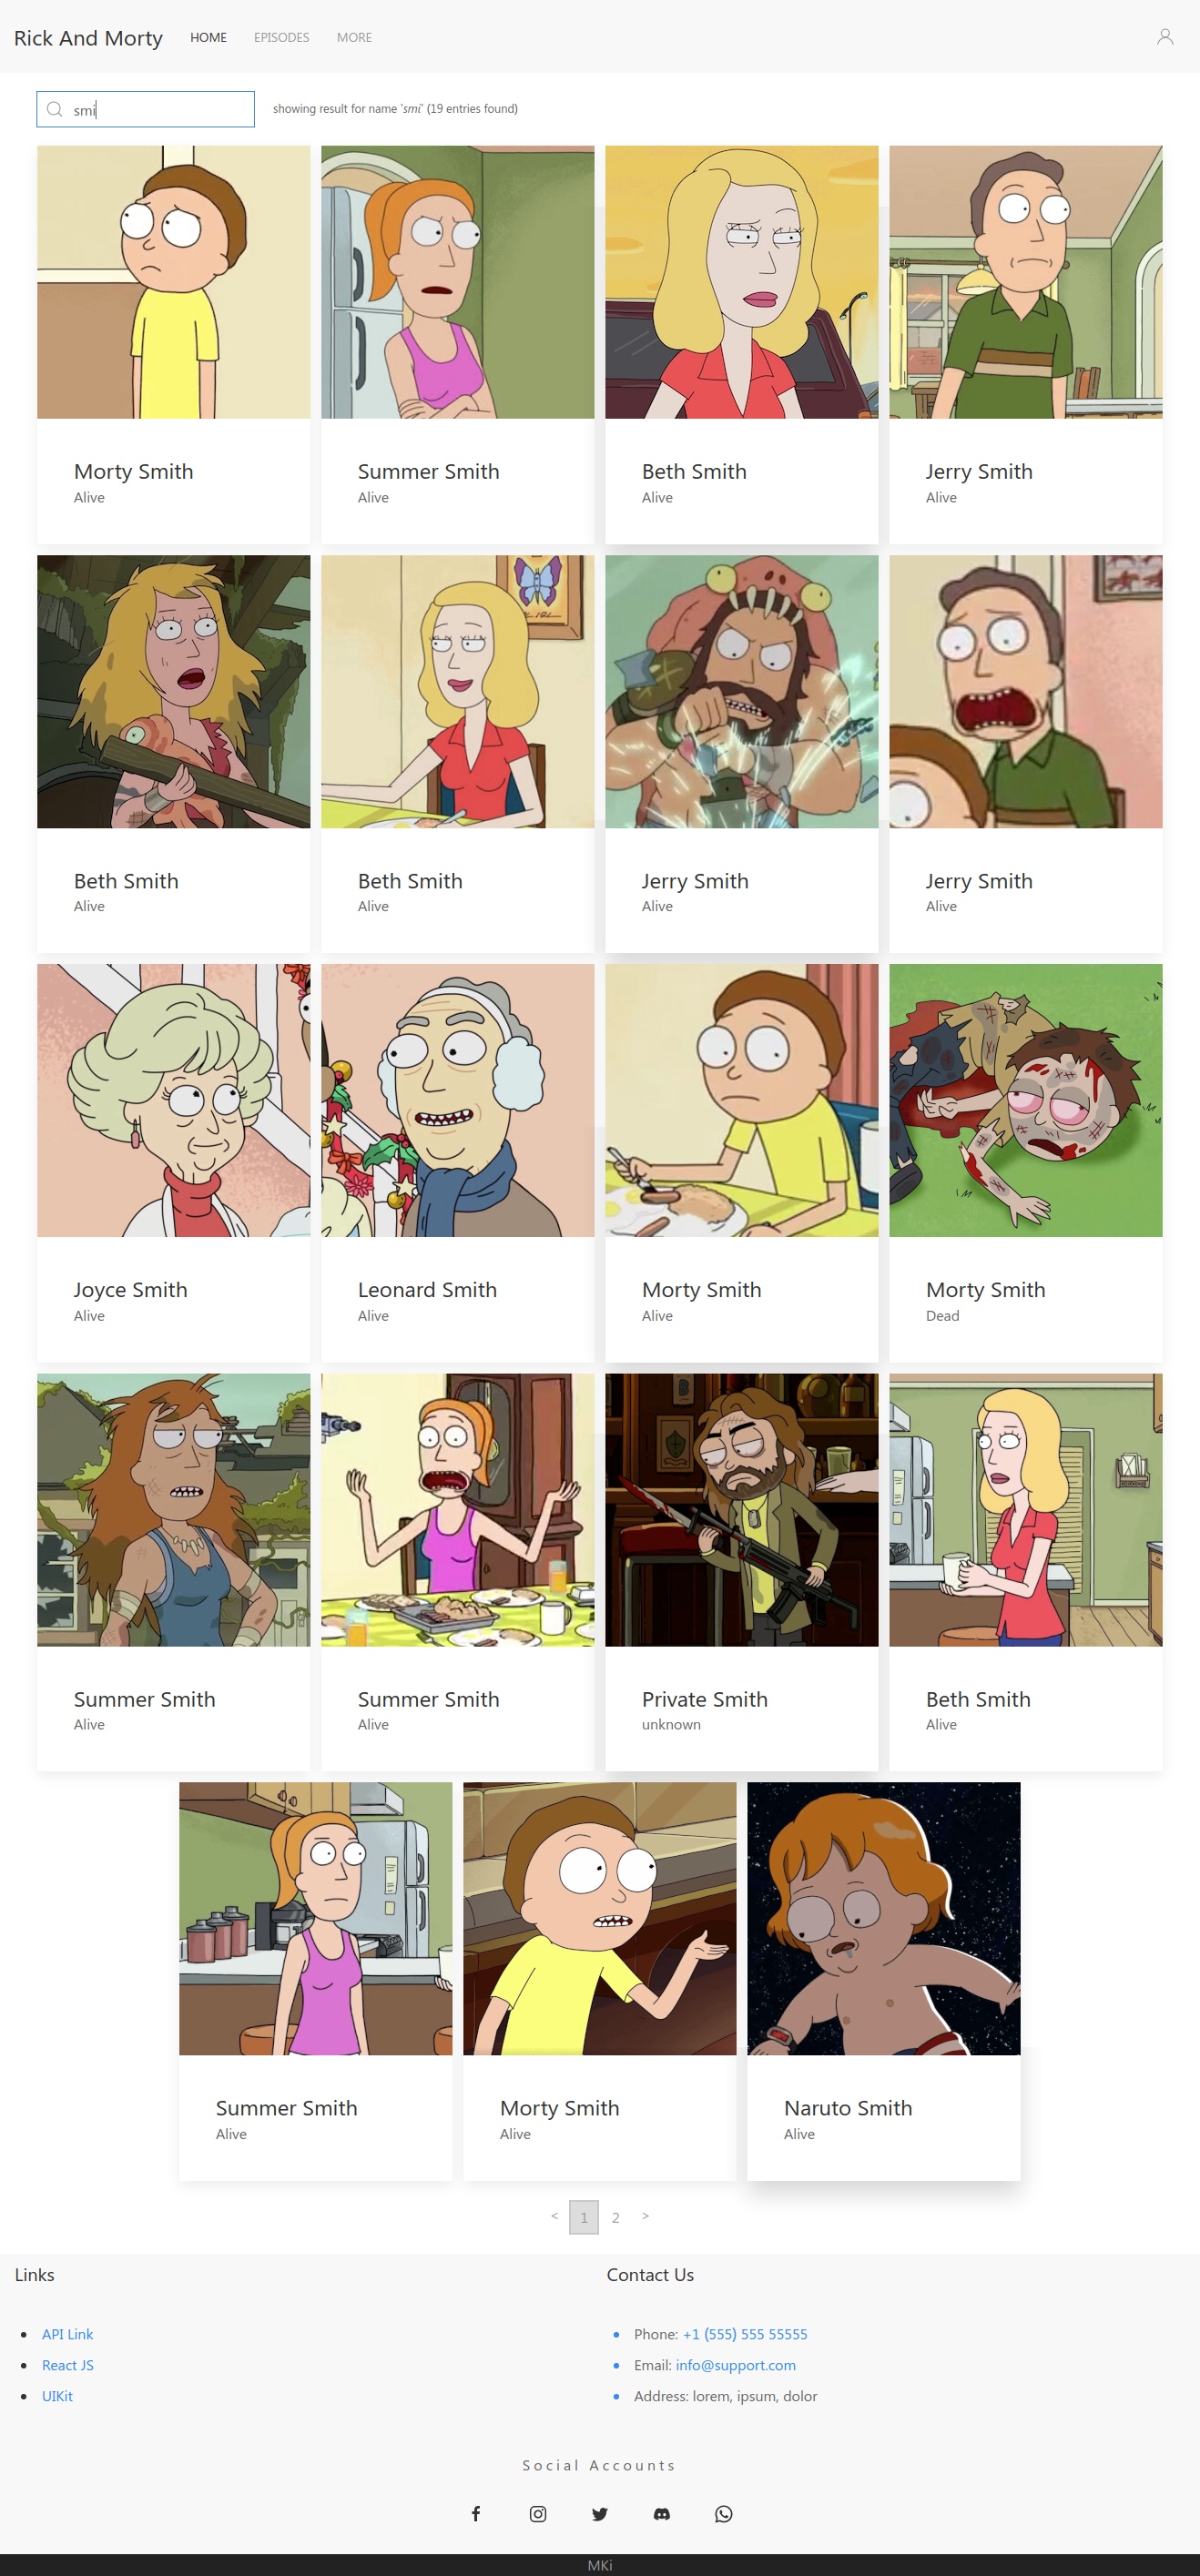 Rick And Morty HOME EPISODES MORE
smi showing result for name 'smi' (19 entries found)
Morty Smith Summer Smith Beth Smith Jerry Smith
Alive Alive Alive Alive
Beth Smith Beth Smith Jerry Smith Jerry Smith
Alive Alive Alive Alive
Joyce Smith Leonard Smith Morty Smith Morty Smith
Alive Alive Alive Dead
Summer Smith Summer Smith Private Smith Beth Smith
Alive Alive unknown Alive
Summer Smith Morty Smith Naruto Smith
Alive Alive Alive
< 1 2 >
Links
API Link
React JS
UIKit
Contact Us
Phone: +1 (555) 555 55555
Email: info@support.com
Address: lorem, ipsum, dolor
Social Accounts
MKi